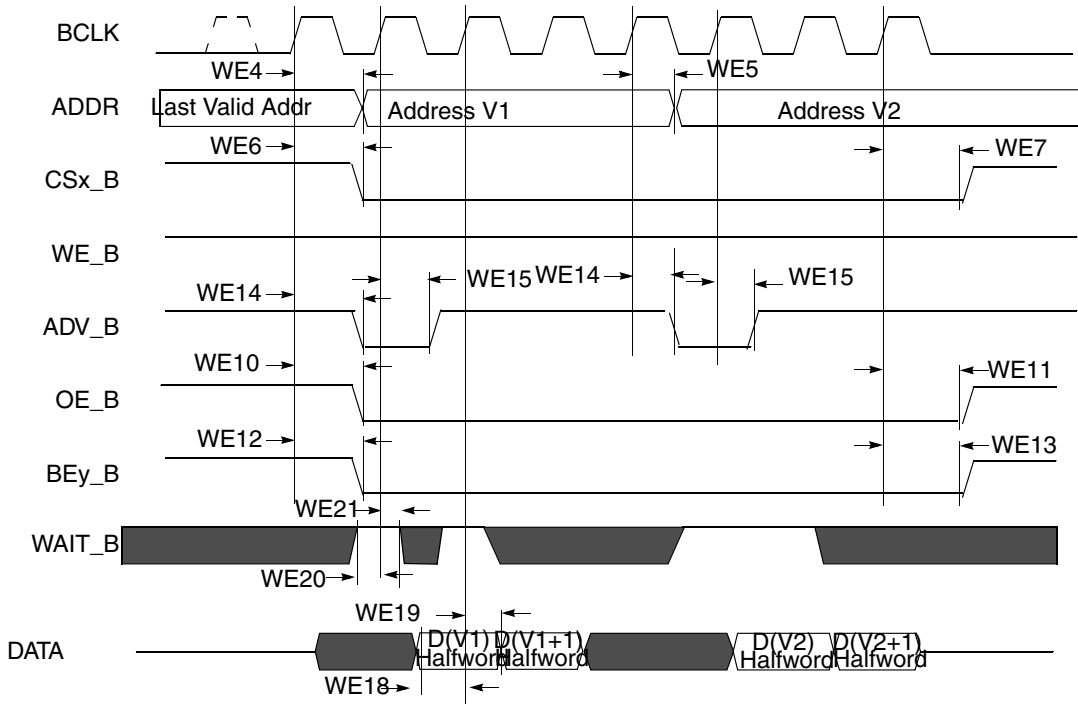 BCLK
WE4
WE5
ADDR
Last Valid Addr
Address V1
Address V2
WE6
WE7
CSx_B
WE_B
WE14
WE15
WE14
WE15
ADV_B
WE10
WE11
OE_B
WE12
WE13
BEy_B
WE21
WAIT_B
WE20
WE19
DATA
D(V1)
Halfword
D(V1+1)
Halfword
D(V2)
Halfword
D(V2+1)
Halfword
WE18